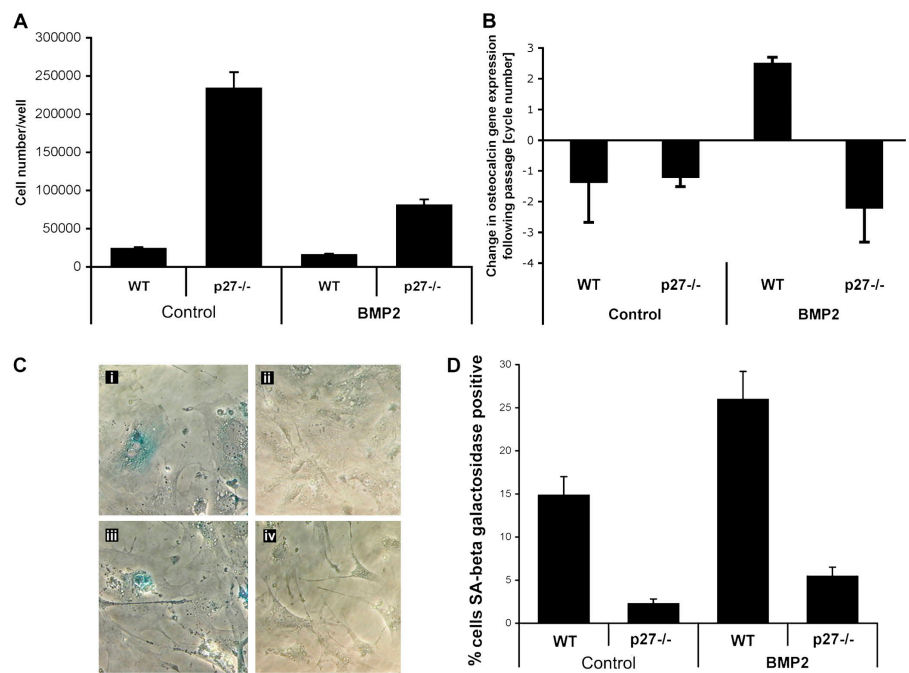 A
300000
250000
200000
150000
100000
50000
0
Cell number/well
WT
p27-/-
WT
p27-/-
Control
BMP2
B
3
2
1
0
-1
-2
-3
-4
Change in osteocalcin gene expression
following passage [cycle number]
WT
p27-/-
WT
p27-/-
Control
BMP2
C
i
ii
iii
iv
D
30
25
20
15
10
5
0
% cells SA-beta galactosidase positive
WT
p27-/-
WT
p27-/-
Control
BMP2